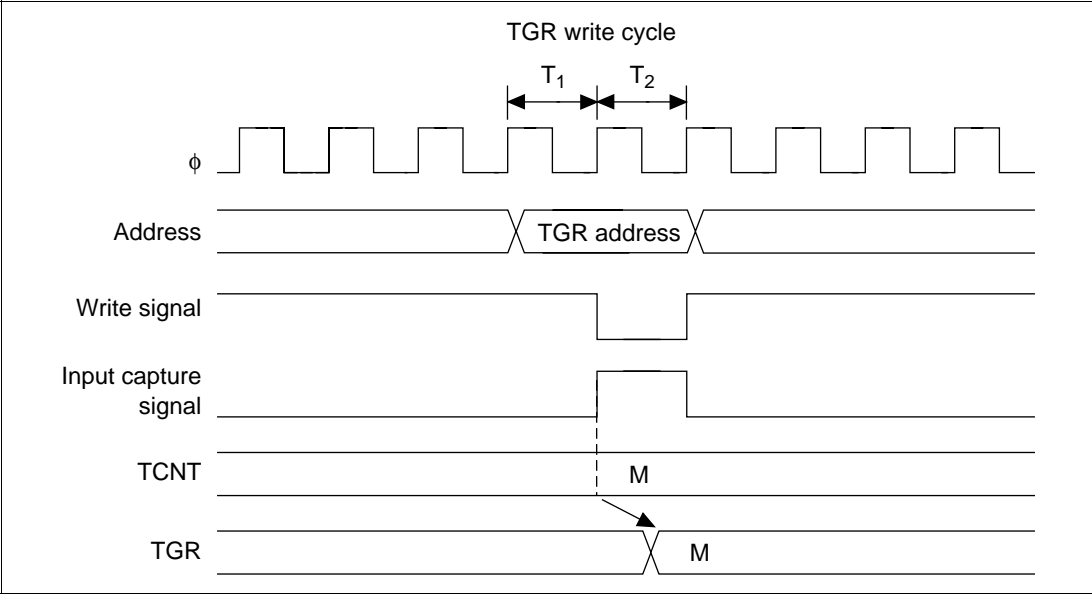 TGR write cycle
T1 T2
ϕ
Address
TGR address
Write signal
Input capture
signal
TCNT
M
TGR
M